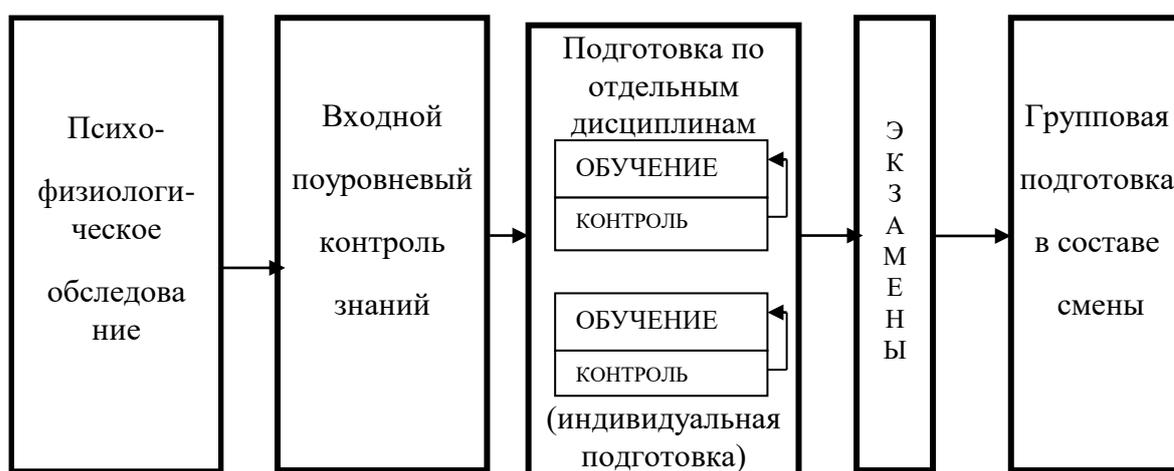 Психо-
физиологи-
ческое
обследова
ние
Входной
поуровневый
контроль
знаний
Подготовка по
отдельным
дисциплинам
ОБУЧЕНИЕ
КОНТРОЛЬ
ОБУЧЕНИЕ
КОНТРОЛЬ
(индивидуальная
подготовка)
Э
К
З
А
М
Е
Н
Ы
Групповая
подготовка
в составе
смены